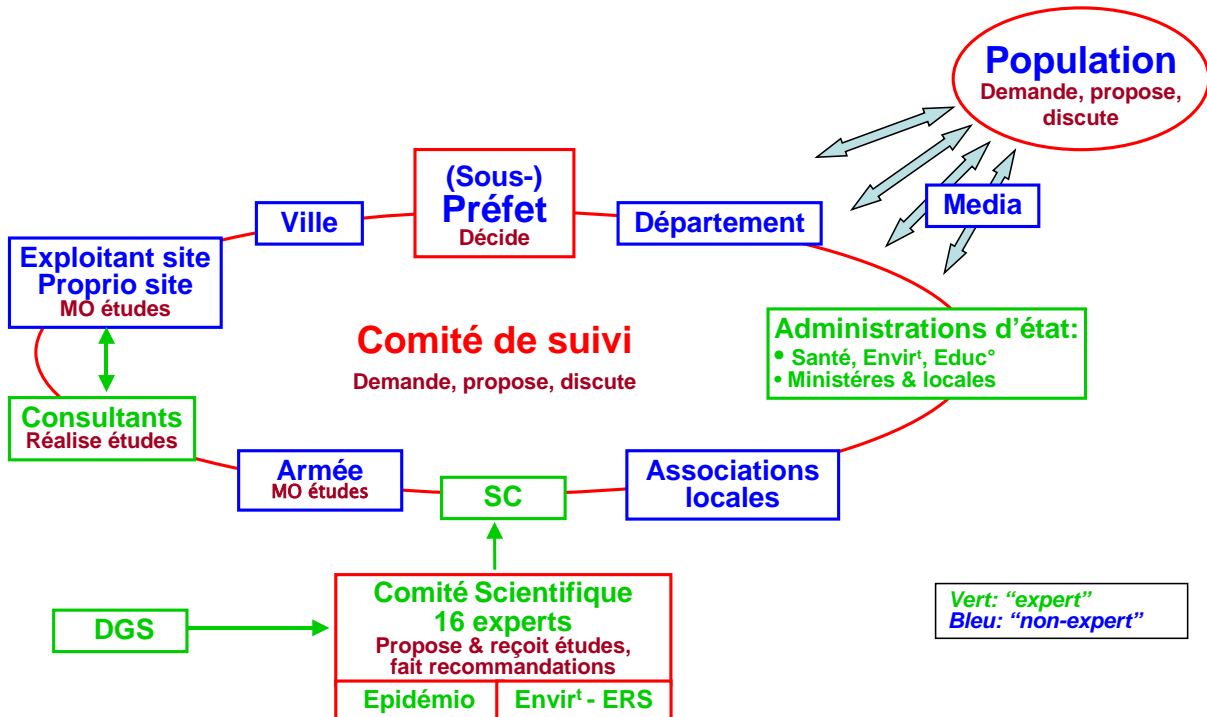 Population
Demande, propose,
discute
(Sous-)
Préfet
Décide
Ville
Département
Media
Exploitant site
Proprio site
MO études
Comité de suivi
Demande, propose, discute
Administrations d'état:
• Santé, Envirᵗ, Educ°
• Ministéres & locales
Consultants
Réalise études
Armée
MO études
SC
Associations
locales
Comité Scientifique
16 experts
Propose & reçoit études,
fait recommandations
Epidémio
Envirᵗ - ERS
DGS
Vert: “expert”
Bleu: “non-expert”